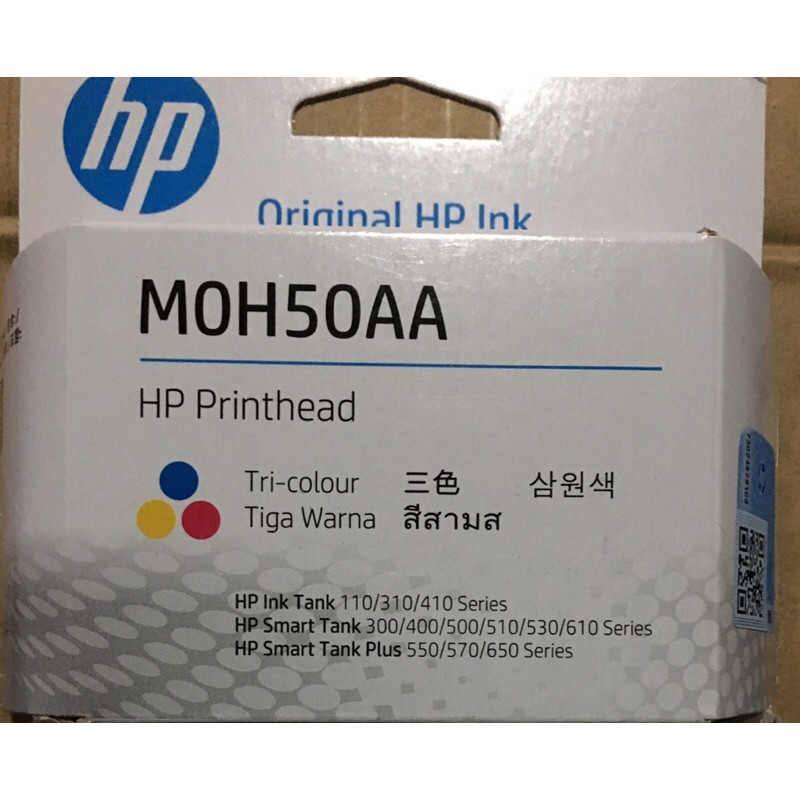 hp
Original HP Ink
M0H50AA
HP Printhead
Tri-colour 三色 삼원색
Tiga Warna สีสามส
HP Ink Tank 110/310/410 Series
HP Smart Tank 300/400/500/510/530/610 Series
HP Smart Tank Plus 550/570/650 Series